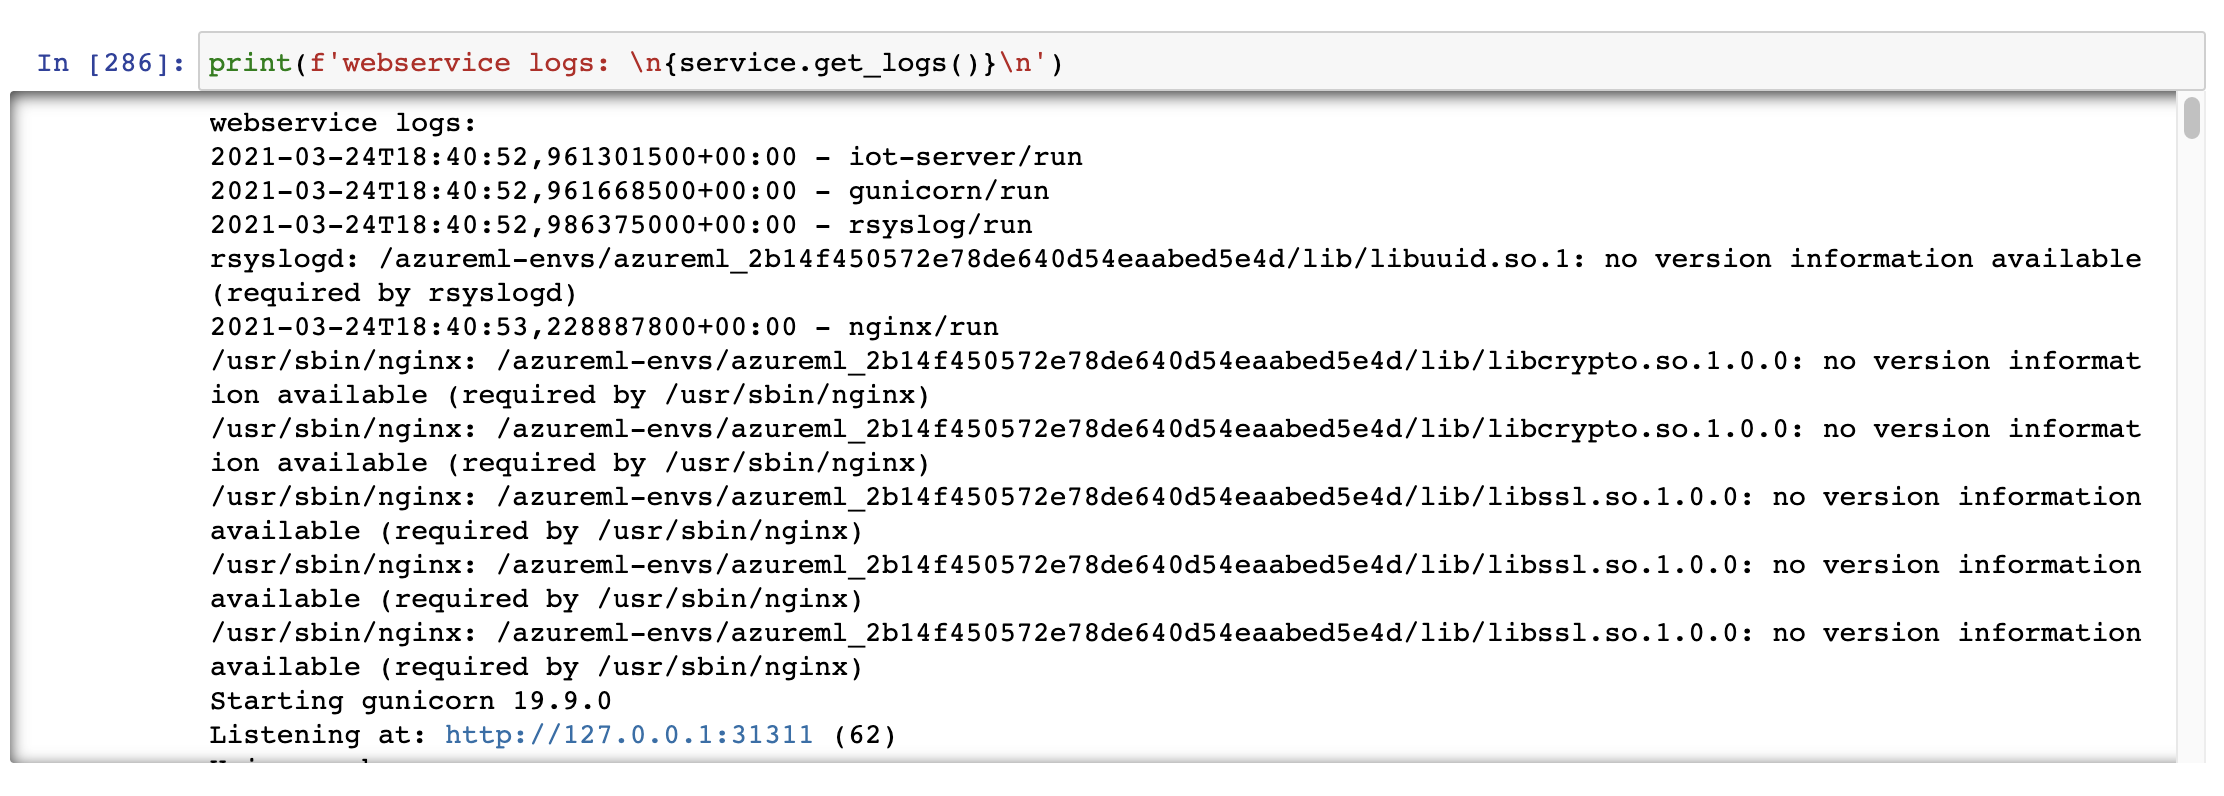 In [286]: print(f'webservice logs: \n{service.get_logs()}\n')
webservice logs:
2021-03-24T18:40:52,961301500+00:00 - iot-server/run
2021-03-24T18:40:52,961668500+00:00 - gunicorn/run
2021-03-24T18:40:52,986375000+00:00 - rsyslog/run
rsyslogd: /azureml-envs/azureml_2b14f450572e78de640d54eaabed5e4d/lib/libuuid.so.1: no version information available
(required by rsyslogd)
2021-03-24T18:40:53,228887800+00:00 - nginx/run
/usr/sbin/nginx: /azureml-envs/azureml_2b14f450572e78de640d54eaabed5e4d/lib/libcrypto.so.1.0.0: no version informat
ion available (required by /usr/sbin/nginx)
/usr/sbin/nginx: /azureml-envs/azureml_2b14f450572e78de640d54eaabed5e4d/lib/libcrypto.so.1.0.0: no version informat
ion available (required by /usr/sbin/nginx)
/usr/sbin/nginx: /azureml-envs/azureml_2b14f450572e78de640d54eaabed5e4d/lib/libssl.so.1.0.0: no version information
available (required by /usr/sbin/nginx)
/usr/sbin/nginx: /azureml-envs/azureml_2b14f450572e78de640d54eaabed5e4d/lib/libssl.so.1.0.0: no version information
available (required by /usr/sbin/nginx)
/usr/sbin/nginx: /azureml-envs/azureml_2b14f450572e78de640d54eaabed5e4d/lib/libssl.so.1.0.0: no version information
available (required by /usr/sbin/nginx)
Starting gunicorn 19.9.0
Listening at: http://127.0.0.1:31311 (62)